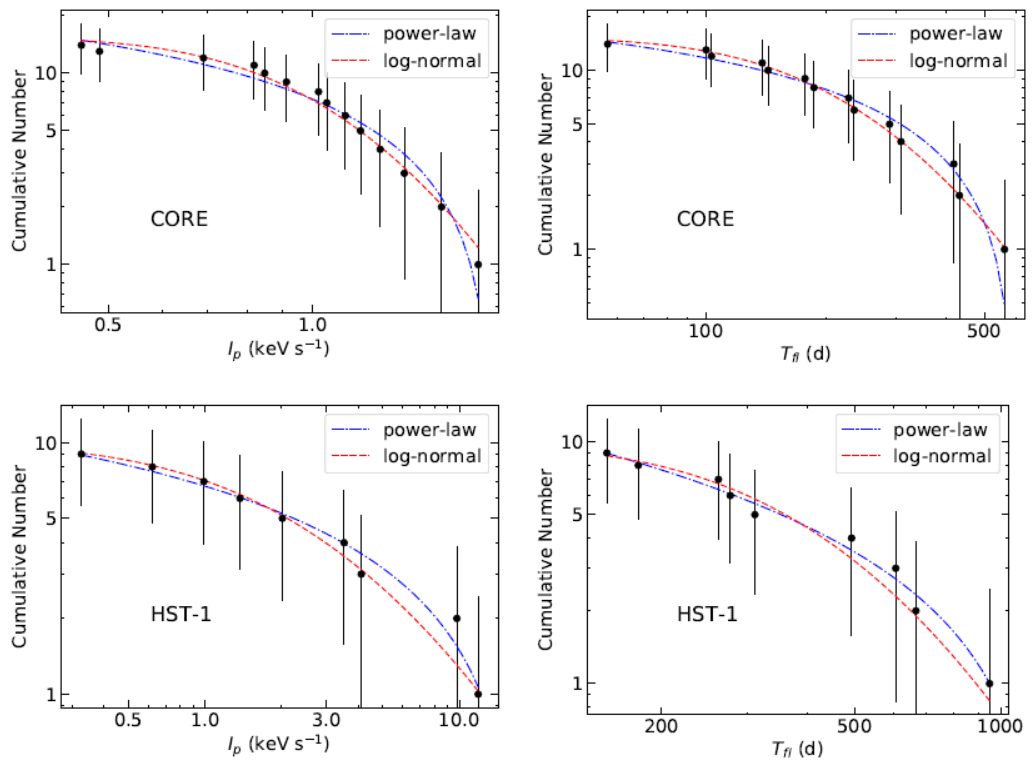 power-law
log-normal
10
5
1
Cumulative Number
CORE
0.5
1.0
I_p (keV s⁻¹)
power-law
log-normal
10
5
1
Cumulative Number
CORE
100
500
T_fl (d)
power-law
log-normal
10
5
1
Cumulative Number
HST-1
0.5
1.0
3.0
10.0
I_p (keV s⁻¹)
power-law
log-normal
10
5
1
Cumulative Number
HST-1
200
500
1000
T_fl (d)